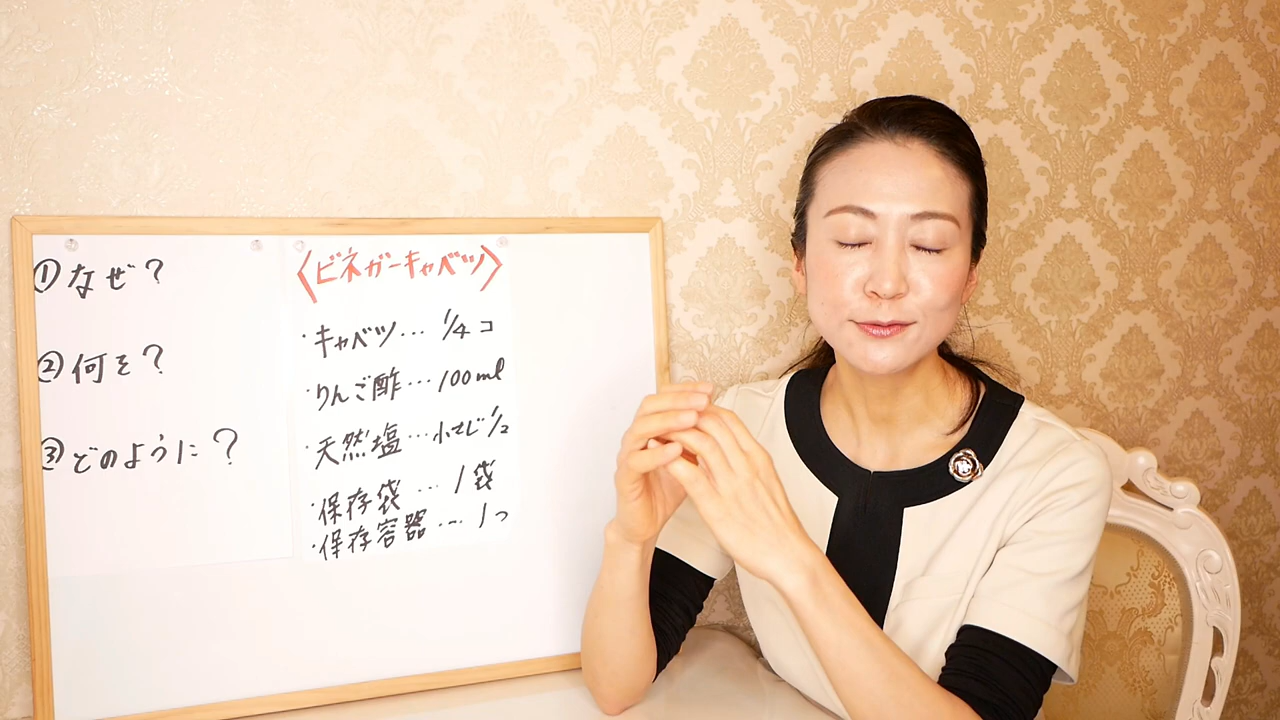 ①なぜ?
②何を?
③どのように?
〈ビネガーキャベツ〉
・キャベツ… 1/4コ
・りんご酢…100ml
・天然塩…小せじ1/2
・保存袋…1袋
・保存容器…1つ